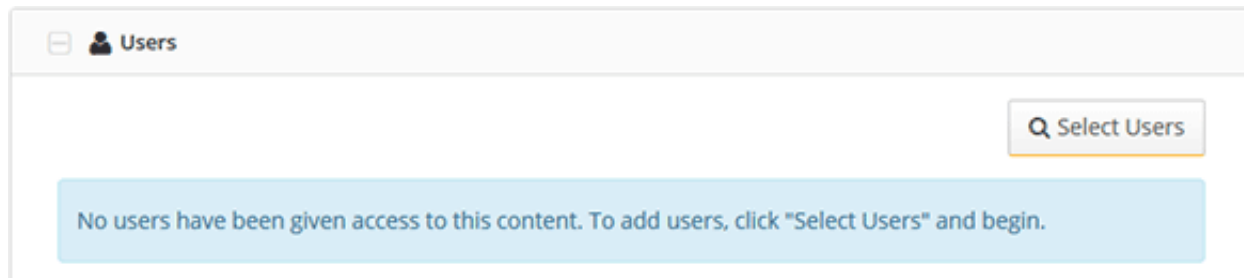 Users
Select Users
No users have been given access to this content. To add users, click "Select Users" and begin.